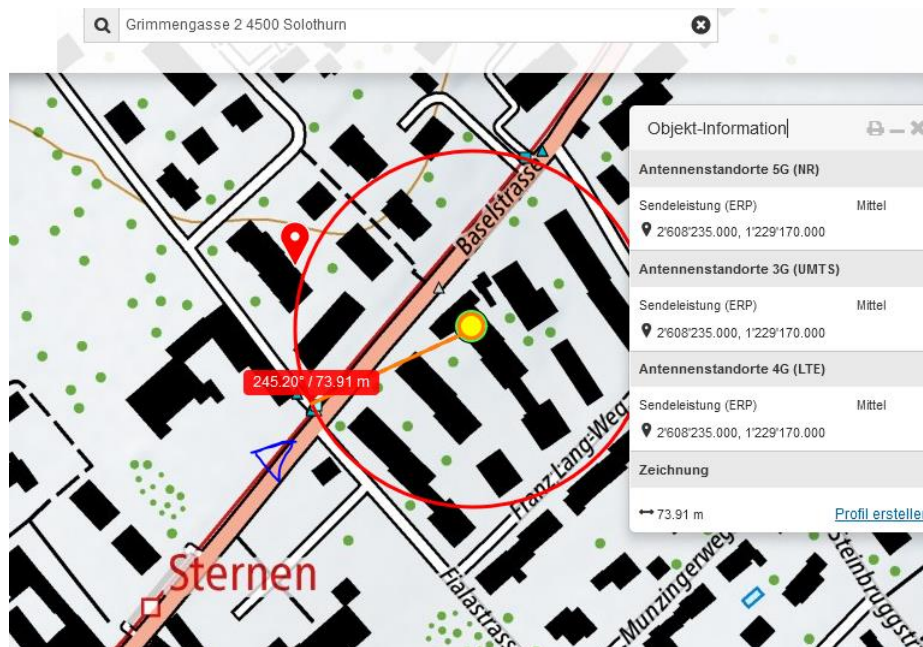 Grimmengasse 2 4500 Solothurn
Objekt-Information
Antennenstandorte 5G (NR)
Sendeleistung (ERP) Mittel
2'608'235.000, 1'229'170.000
Antennenstandorte 3G (UMTS)
Sendeleistung (ERP) Mittel
2'608'235.000, 1'229'170.000
Antennenstandorte 4G (LTE)
Sendeleistung (ERP) Mittel
2'608'235.000, 1'229'170.000
Zeichnung
73.91 m Profil erstellen
Baselstrasse
245.20° / 73.91 m
Franz-Lang-Weg
Sternen
Fialastrass
Munzingerweg
Steinbruggstr